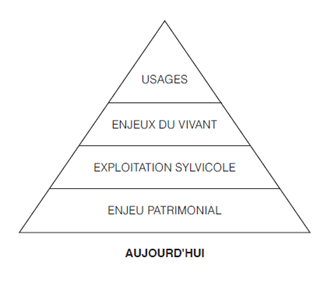 USAGES
ENJEUX DU VIVANT
EXPLOITATION SYLVICOLE
ENJEU PATRIMONIAL
AUJOURD'HUI